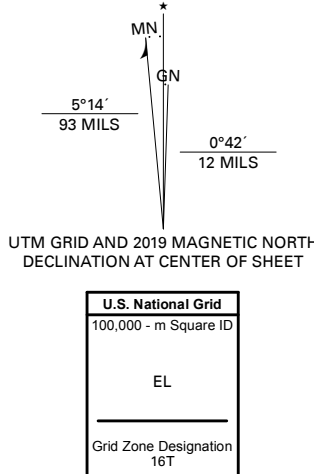 ★
MN
GN
5°14´
93 MILS
0°42´
12 MILS
UTM GRID AND 2019 MAGNETIC NORTH
DECLINATION AT CENTER OF SHEET
U.S. National Grid
100,000 - m Square ID
EL
Grid Zone Designation
16T